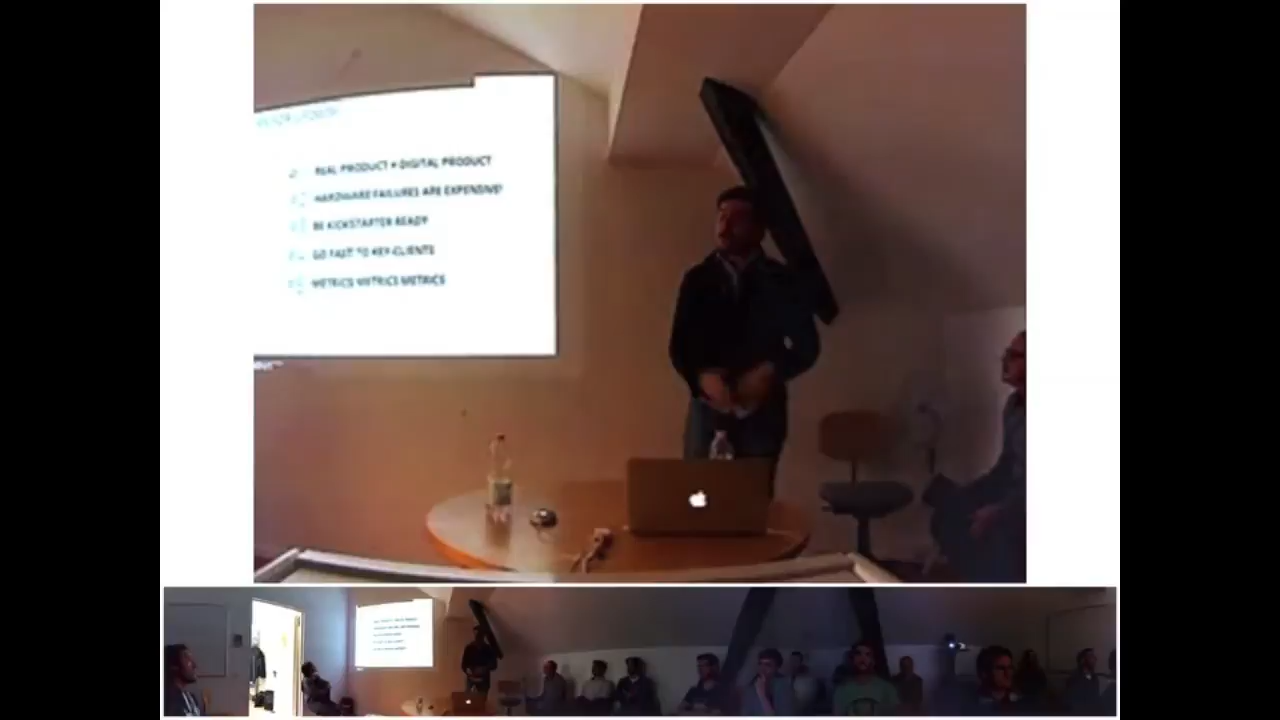 REAL PRODUCT ≠ DIGITAL PRODUCT
HARDWARE FAILURES ARE EXPENSIVE!
BE KICKSTARTER READY
GO FAST TO KEY-CLIENTS
METRICS METRICS METRICS